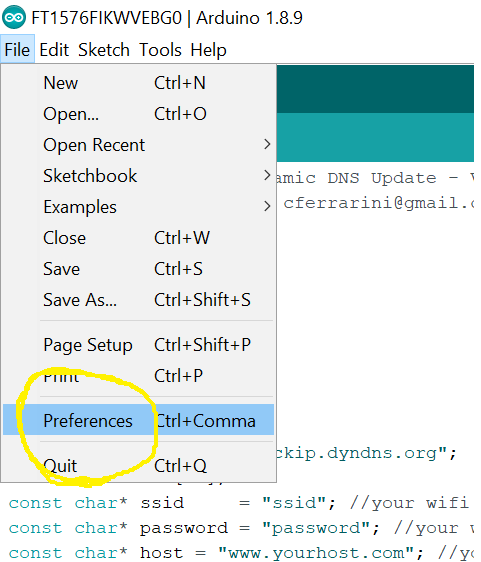 FT1576FIKWVEBG0 | Arduino 1.8.9
File Edit Sketch Tools Help
New Ctrl+N
Open... Ctrl+O
Open Recent
Sketchbook
Examples
Close Ctrl+W
Save Ctrl+S
Save As... Ctrl+Shift+S
Page Setup Ctrl+Shift+P
Print Ctrl+P
Preferences Ctrl+Comma
Quit Ctrl+Q
amic DNS Update - V
cferrarini@gmail.c
ckip.dyndns.org";
const char* ssid = "ssid"; //your wifi
const char* password = "password"; //your w
const char* host = "www.yourhost.com"; //yo